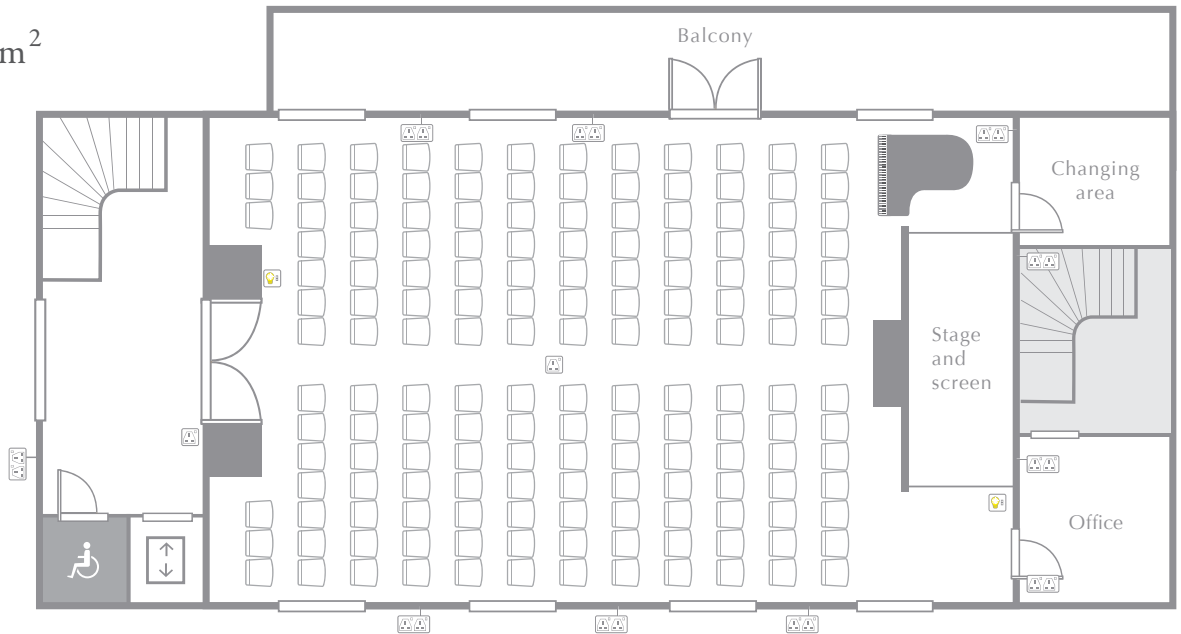 m²
Balcony
Changing
area
Stage
and
screen
Office